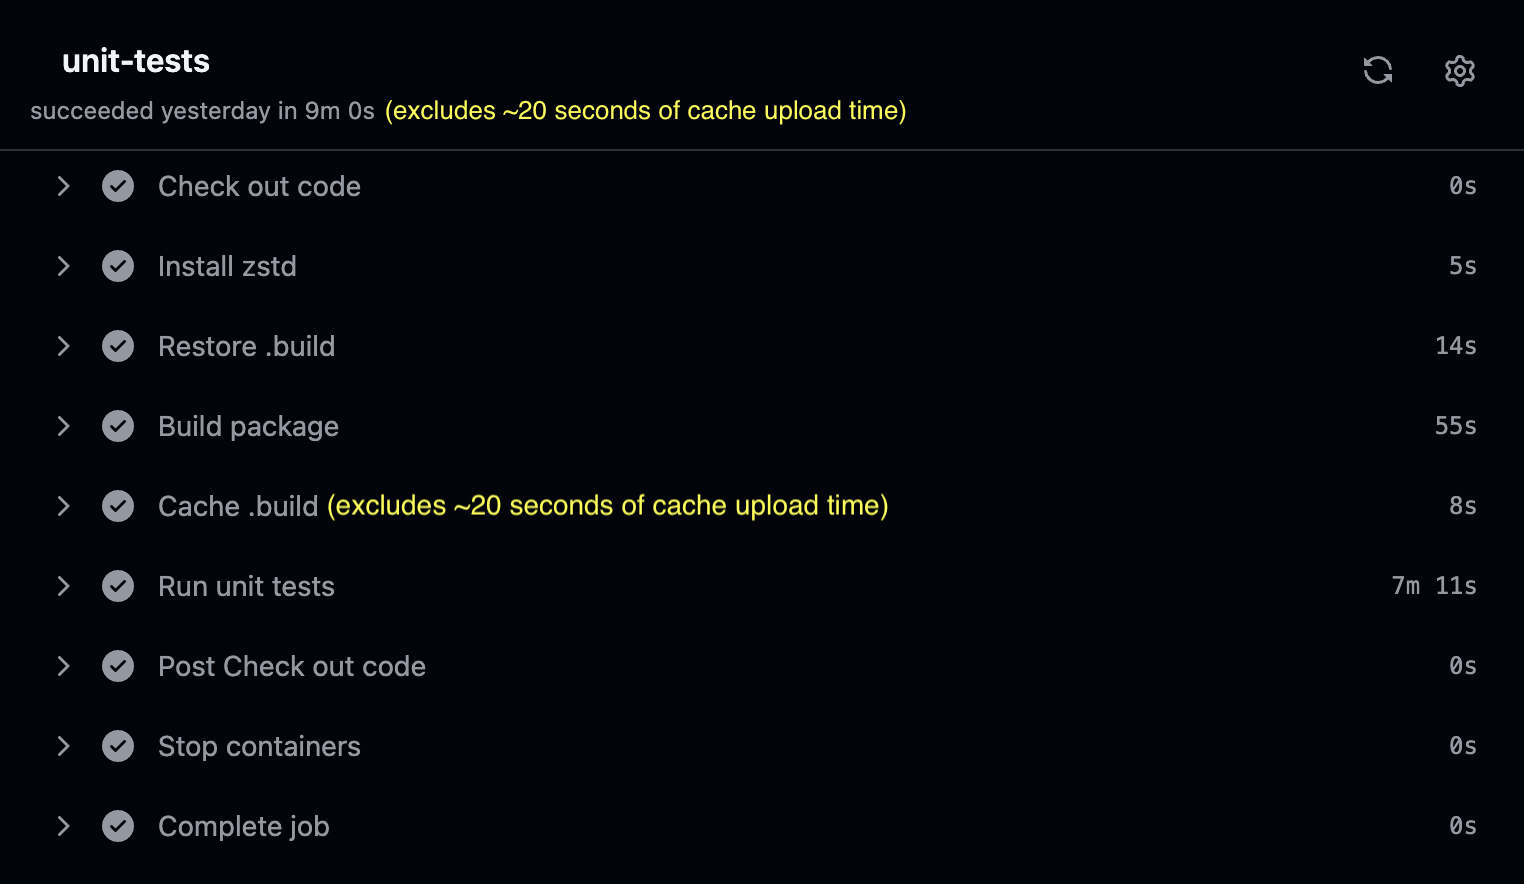 unit-tests
succeeded yesterday in 9m 0s (excludes ~20 seconds of cache upload time)
Check out code 0s
Install zstd 5s
Restore .build 14s
Build package 55s
Cache .build (excludes ~20 seconds of cache upload time) 8s
Run unit tests 7m 11s
Post Check out code 0s
Stop containers 0s
Complete job 0s